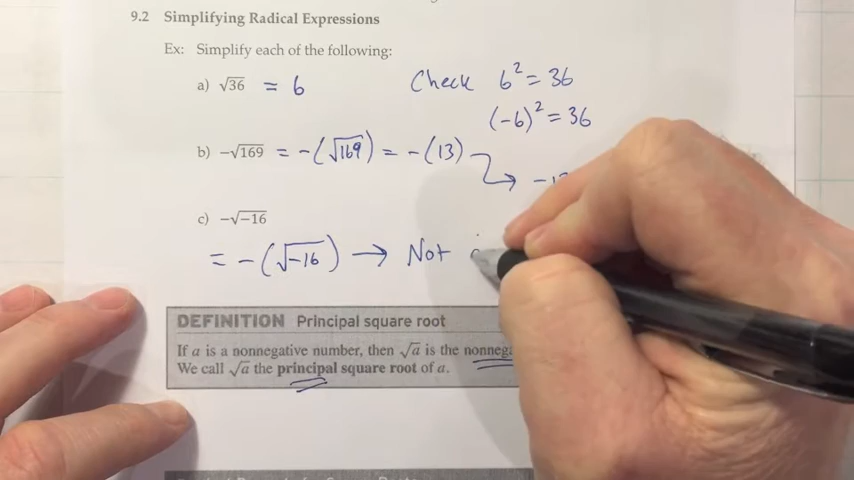 9.2 Simplifying Radical Expressions
Ex: Simplify each of the following:
a) √36 = 6 Check 6² = 36
(-6)² = 36
b) -√169 = -(√169) = -(13)
c) -√-16
= -(√-16) → Not
DEFINITION Principal square root
If a is a nonnegative number, then √a is the
We call √a the principal square root of a.